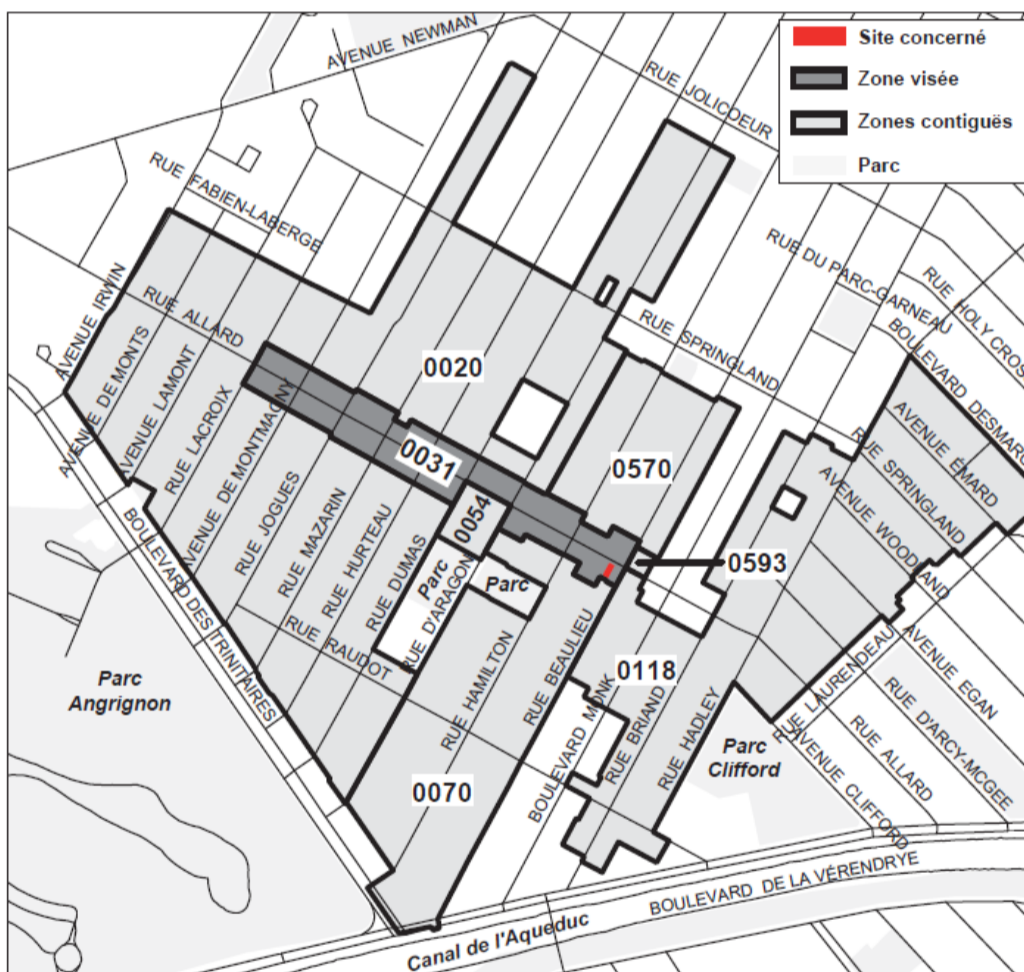 Site concerné
Zone visée
Zones contiguës
Parc
AVENUE NEWMAN
RUE JOLICOEUR
RUE FABIEN-LABERGE
RUE DU PARC-GARNEAU
RUE HOLY CROSS
BOULEVARD DESMARC
AVENUE IRWIN
RUE ALLARD
RUE SPRINGLAND
AVENUE DE MONTS
AVENUE LAMONT
RUE LACROIX
AVENUE DE MONTMAGNY
0020
0031
0570
0054
0593
AVENUE ÉMARD
RUE SPRINGLAND
AVENUE WOODLAND
RUE JOGUES
RUE MAZARIN
RUE HURTEAU
RUE DUMAS
Parc
RUE D'ARAGON
Parc
BOULEVARD DES TRINITAIRES
RUE RAUDOT
RUE HAMILTON
RUE BEAULIEU
0118
BOULEVARD MONK
RUE BRIAND
RUE HADLEY
RUE LAURENDEAU
AVENUE EGAN
RUE D'ARCY-MCGEE
RUE ALLARD
AVENUE CLIFFORD
Parc
Angrignon
Parc
Clifford
0070
BOULEVARD DE LA VÉRENDRYE
Canal de l'Aqueduc